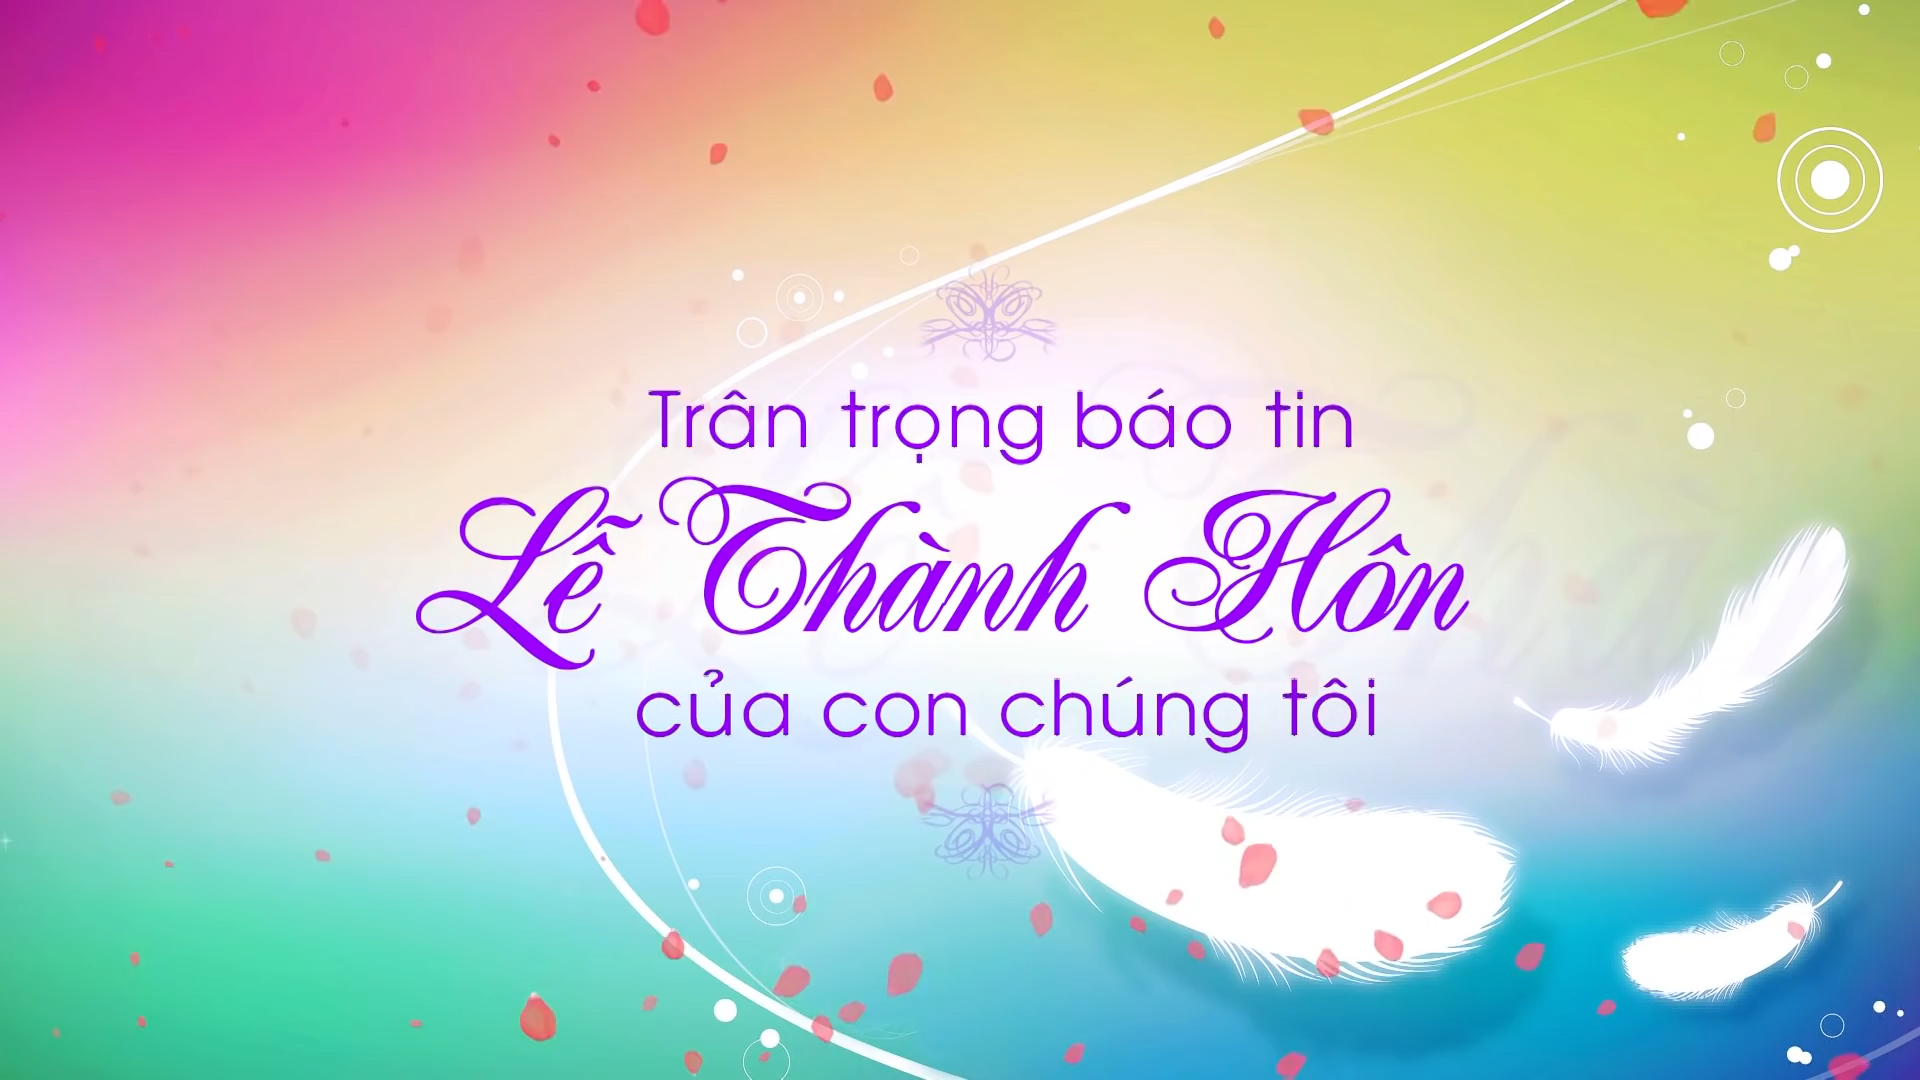 Trân trọng báo tin
Lễ Thành Hôn
của con chúng tôi